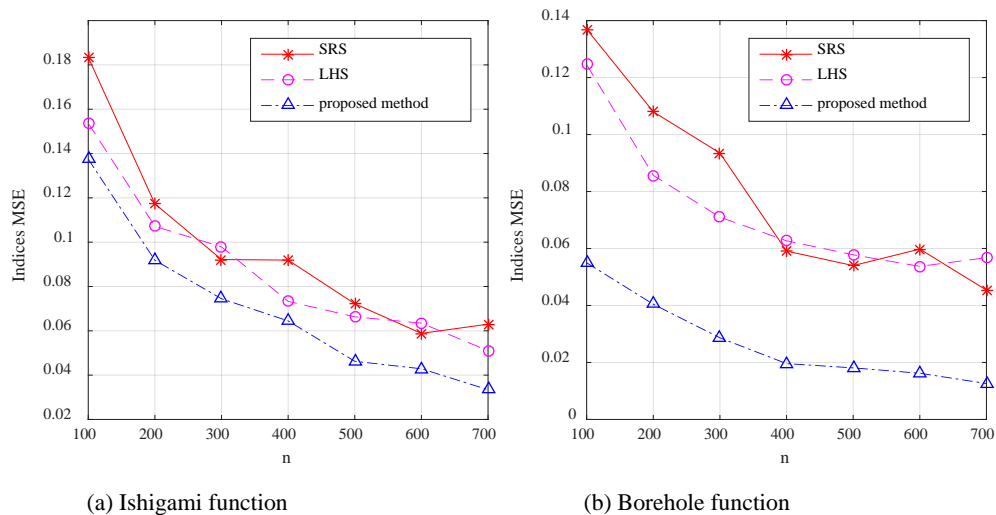 SRS
LHS
proposed method
0.18
0.16
0.14
0.12
0.1
0.08
0.06
0.04
0.02
Indices MSE
100 200 300 400 500 600 700
n
(a) Ishigami function
SRS
LHS
proposed method
0.14
0.12
0.1
0.08
0.06
0.04
0.02
0
Indices MSE
100 200 300 400 500 600 700
n
(b) Borehole function